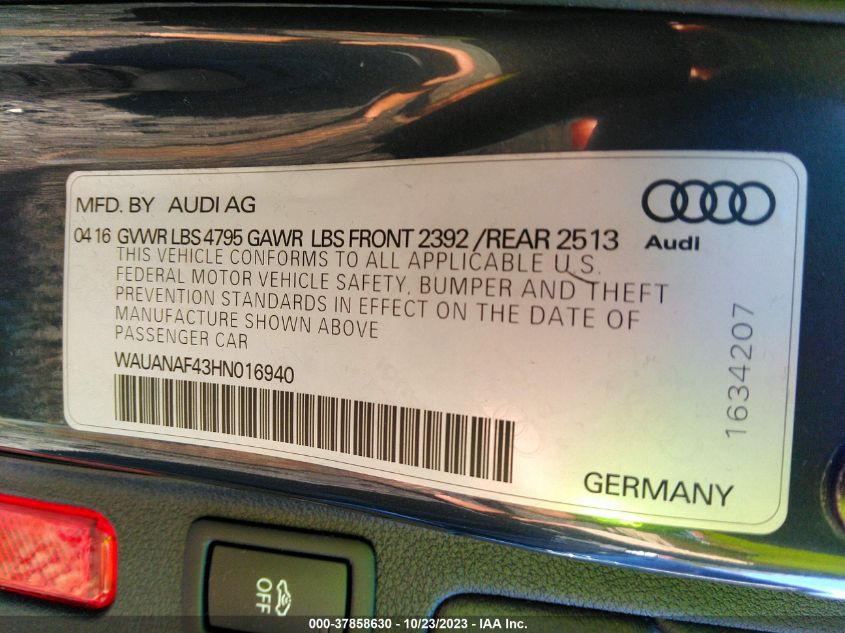 MFD. BY AUDI AG
04 16 GVWR LBS 4795 GAWR LBS FRONT 2392 /REAR 2513
THIS VEHICLE CONFORMS TO ALL APPLICABLE U.S.
FEDERAL MOTOR VEHICLE SAFETY, BUMPER AND THEFT
PREVENTION STANDARDS IN EFFECT ON THE DATE OF
MANUFACTURE SHOWN ABOVE
PASSENGER CAR
WAUANAF43HN016940
Audi
1634207
GERMANY
OFF
000-37858630 - 10/23/2023 - IAA Inc.